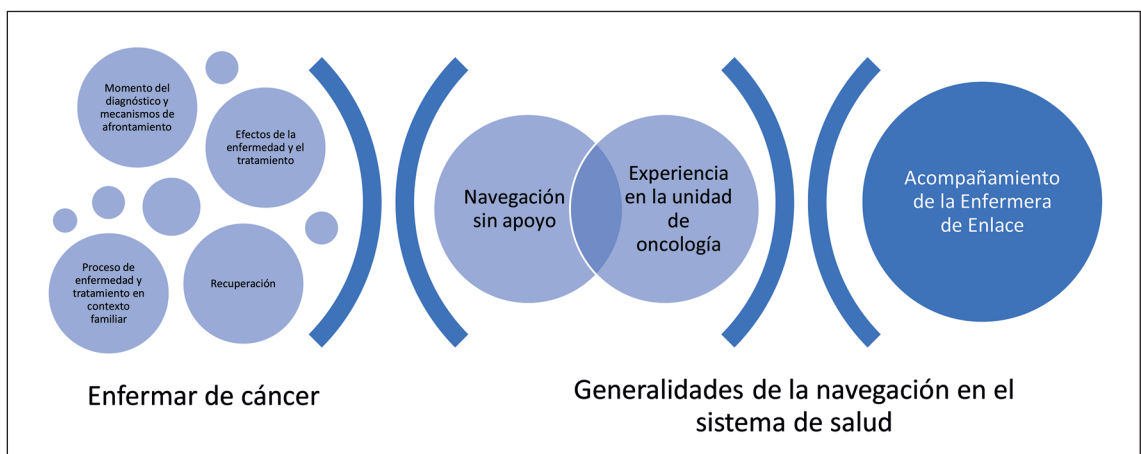 Momento del
diagnóstico y
mecanismos de
afrontamiento
Efectos de la
enfermedad y el
tratamiento
Proceso de
enfermedad y
tratamiento en
contexto
familiar
Recuperación
Enfermar de cáncer
Navegación
sin apoyo
Experiencia
en la unidad
de
oncología
Acompañamiento
de la Enfermera
de Enlace
Generalidades de la navegación en el
sistema de salud